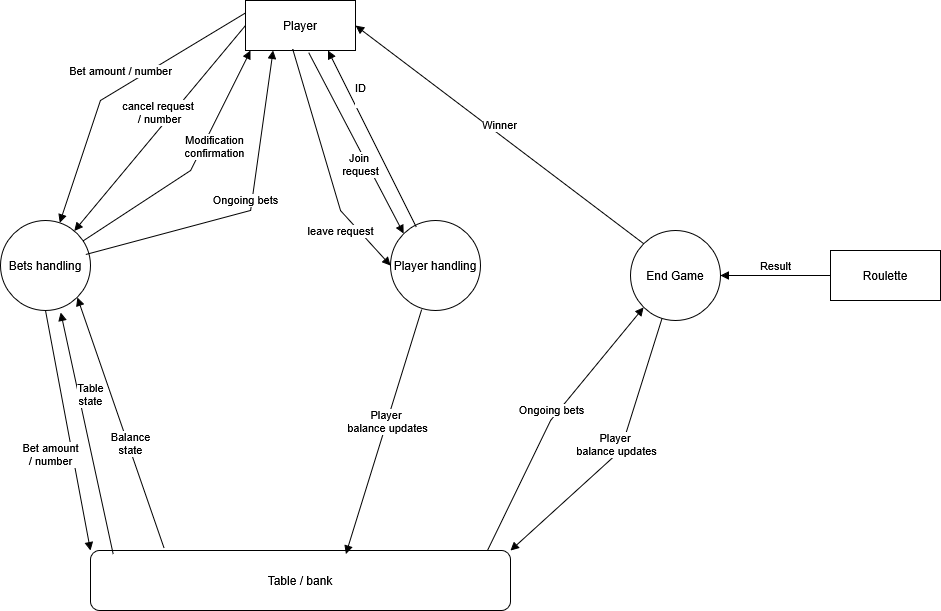 Player
Bet amount / number
ID
cancel request
/ number
Winner
Modification
confirmation
Join
request
Ongoing bets
leave request
Bets handling
Player handling
End Game
Result
Roulette
Table
state
Ongoing bets
Player
balance updates
Balance
state
Player
balance updates
Bet amount
/ number
Table / bank